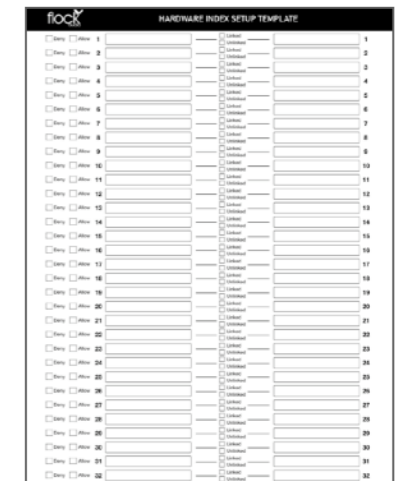 flock HARDWARE INDEX SETUP TEMPLATE
Deny Allow 1 Linked Unlinked 1
Deny Allow 2 Linked Unlinked 2
Deny Allow 3 Linked Unlinked 3
Deny Allow 4 Linked Unlinked 4
Deny Allow 5 Linked Unlinked 5
Deny Allow 6 Linked Unlinked 6
Deny Allow 7 Linked Unlinked 7
Deny Allow 8 Linked Unlinked 8
Deny Allow 9 Linked Unlinked 9
Deny Allow 10 Linked Unlinked 10
Deny Allow 11 Linked Unlinked 11
Deny Allow 12 Linked Unlinked 12
Deny Allow 13 Linked Unlinked 13
Deny Allow 14 Linked Unlinked 14
Deny Allow 15 Linked Unlinked 15
Deny Allow 16 Linked Unlinked 16
Deny Allow 17 Linked Unlinked 17
Deny Allow 18 Linked Unlinked 18
Deny Allow 19 Linked Unlinked 19
Deny Allow 20 Linked Unlinked 20
Deny Allow 21 Linked Unlinked 21
Deny Allow 22 Linked Unlinked 22
Deny Allow 23 Linked Unlinked 23
Deny Allow 24 Linked Unlinked 24
Deny Allow 25 Linked Unlinked 25
Deny Allow 26 Linked Unlinked 26
Deny Allow 27 Linked Unlinked 27
Deny Allow 28 Linked Unlinked 28
Deny Allow 29 Linked Unlinked 29
Deny Allow 30 Linked Unlinked 30
Deny Allow 31 Linked Unlinked 31
Deny Allow 32 Linked Unlinked 32